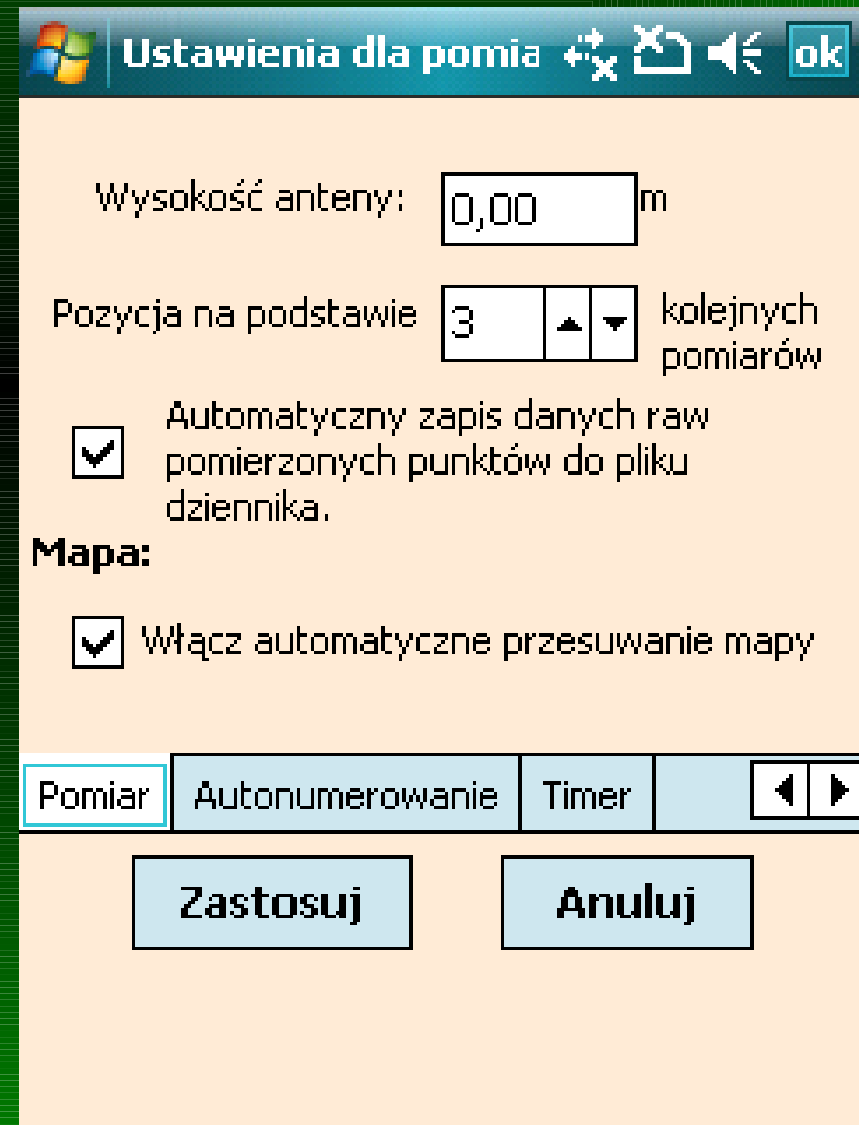 Ustawienia dla pomia
ok
Wysokość anteny: 0,00 m
Pozycja na podstawie 3 kolejnych
pomiarów
Automatyczny zapis danych raw
pomierzonych punktów do pliku
dziennika.
Mapa:
Włącz automatyczne przesuwanie mapy
Pomiar Autonumerowanie Timer
Zastosuj Anuluj